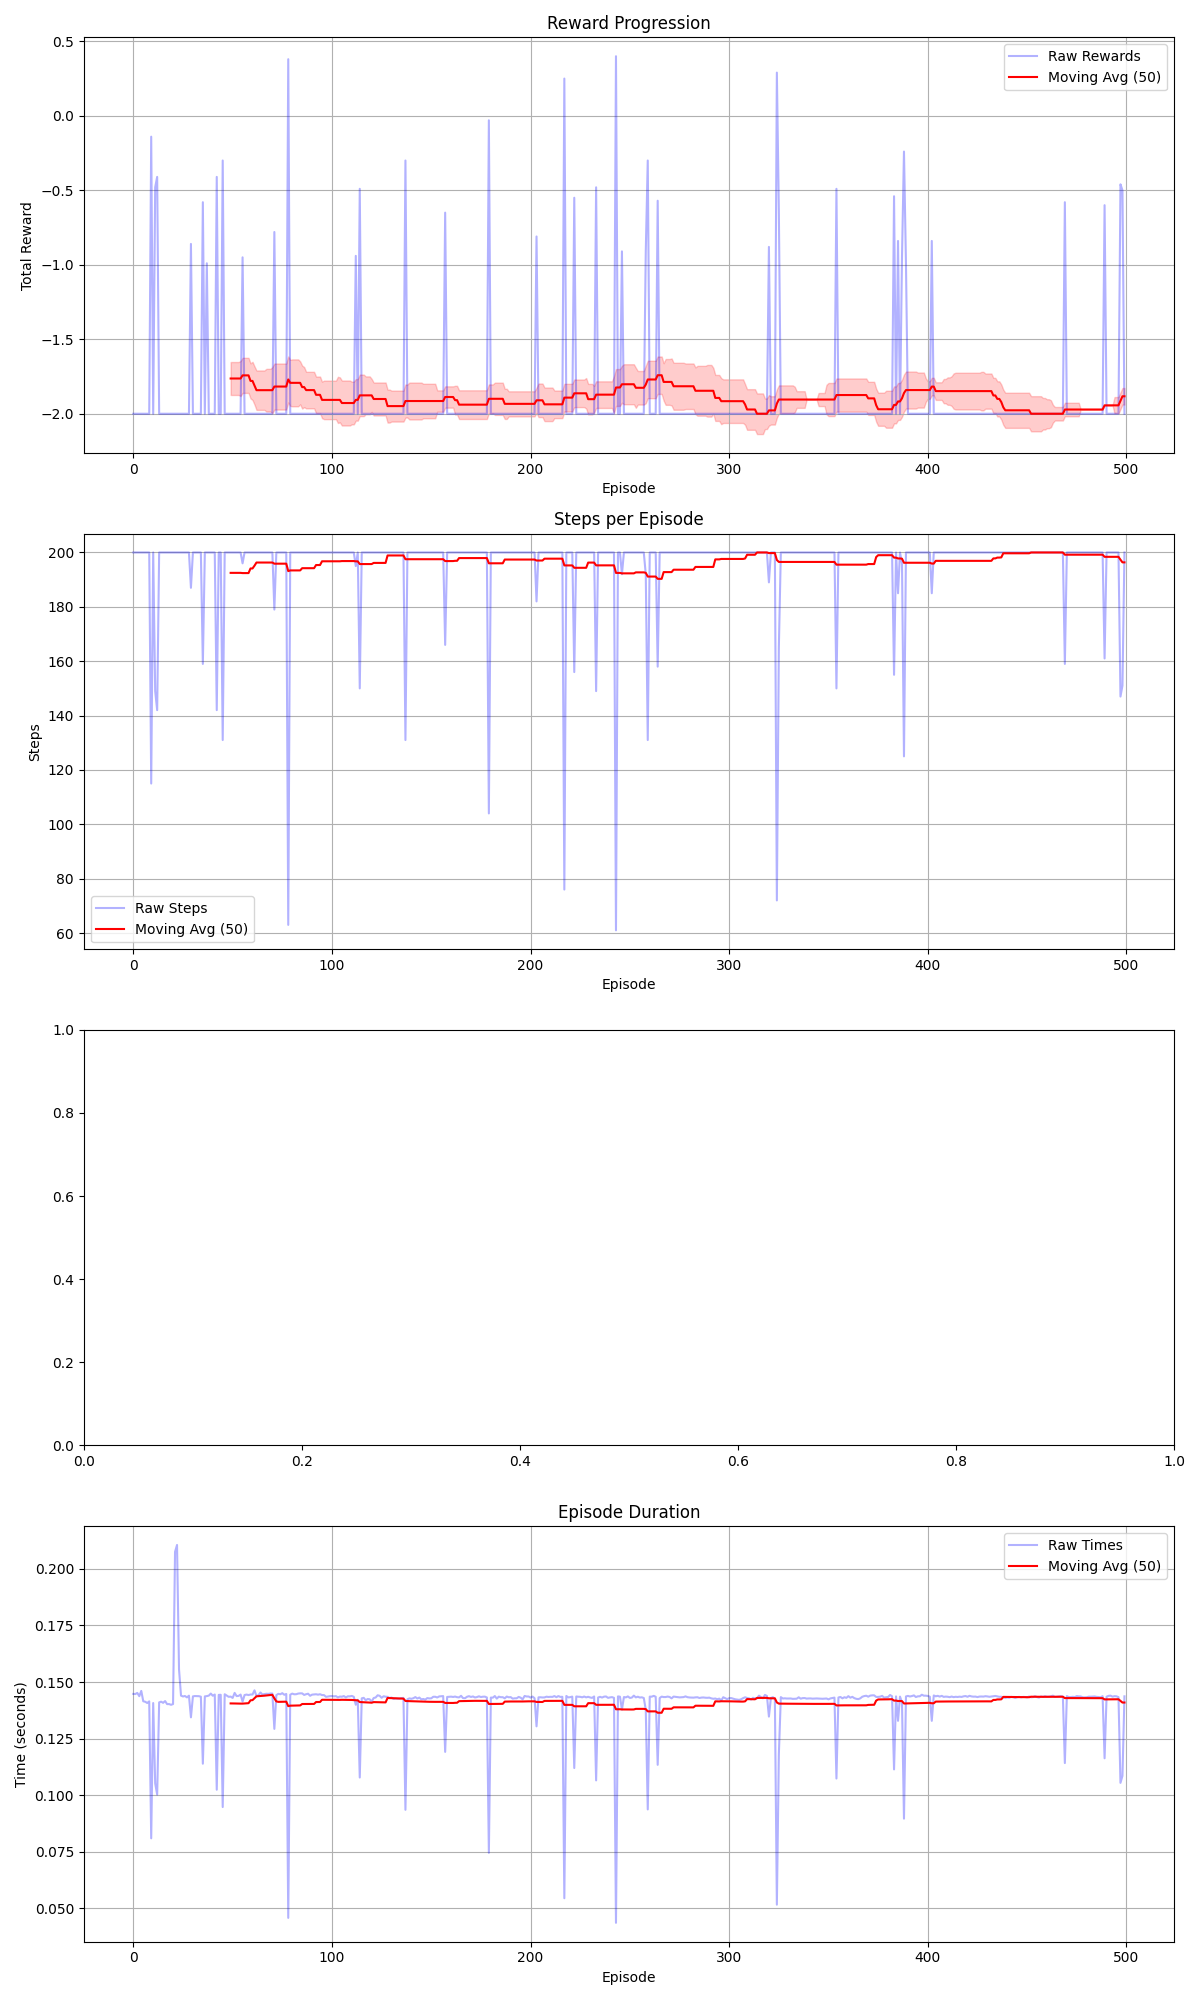 Reward Progression
0.5
0.0
−0.5
−1.0
−1.5
−2.0
Total Reward
Raw Rewards
Moving Avg (50)
0 100 200 300 400 500
Episode
Steps per Episode
200
180
160
140
120
100
80
60
Steps
Raw Steps
Moving Avg (50)
0 100 200 300 400 500
Episode
1.0
0.8
0.6
0.4
0.2
0.0
0.0 0.2 0.4 0.6 0.8 1.0
Episode Duration
0.200
0.175
0.150
0.125
0.100
0.075
0.050
Time (seconds)
Raw Times
Moving Avg (50)
0 100 200 300 400 500
Episode